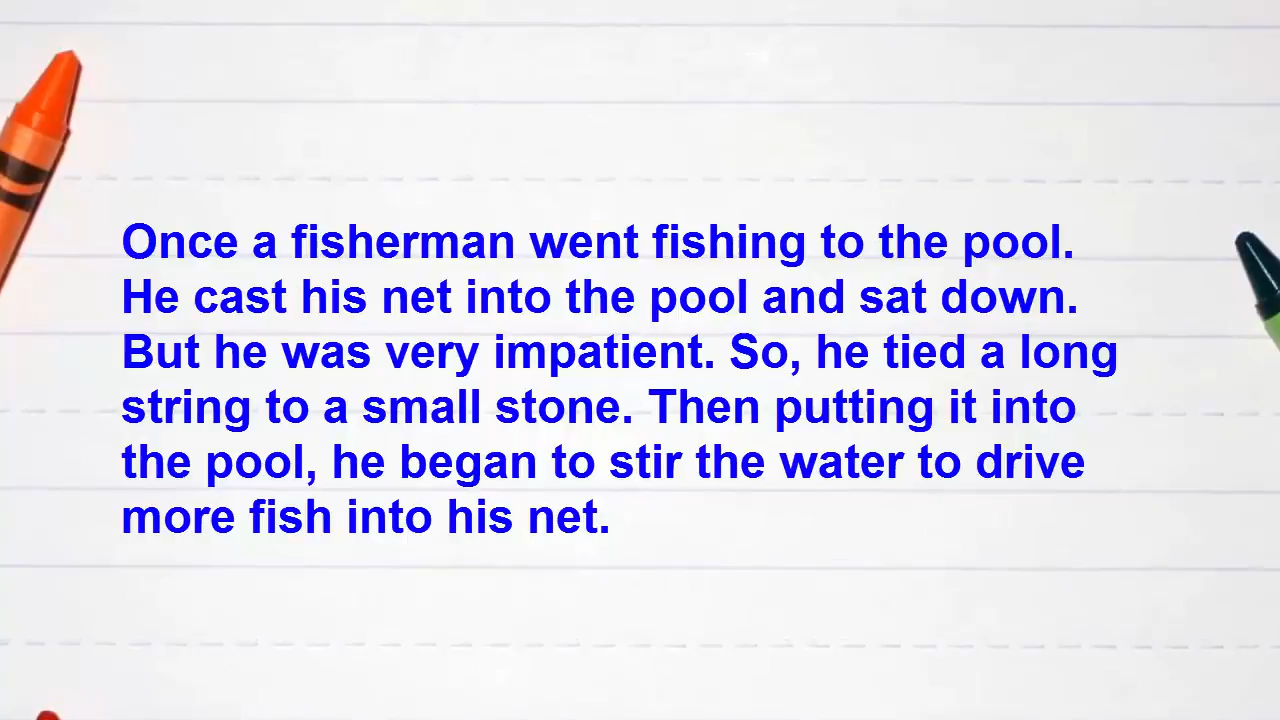 Once a fisherman went fishing to the pool.
He cast his net into the pool and sat down.
But he was very impatient. So, he tied a long
string to a small stone. Then putting it into
the pool, he began to stir the water to drive
more fish into his net.